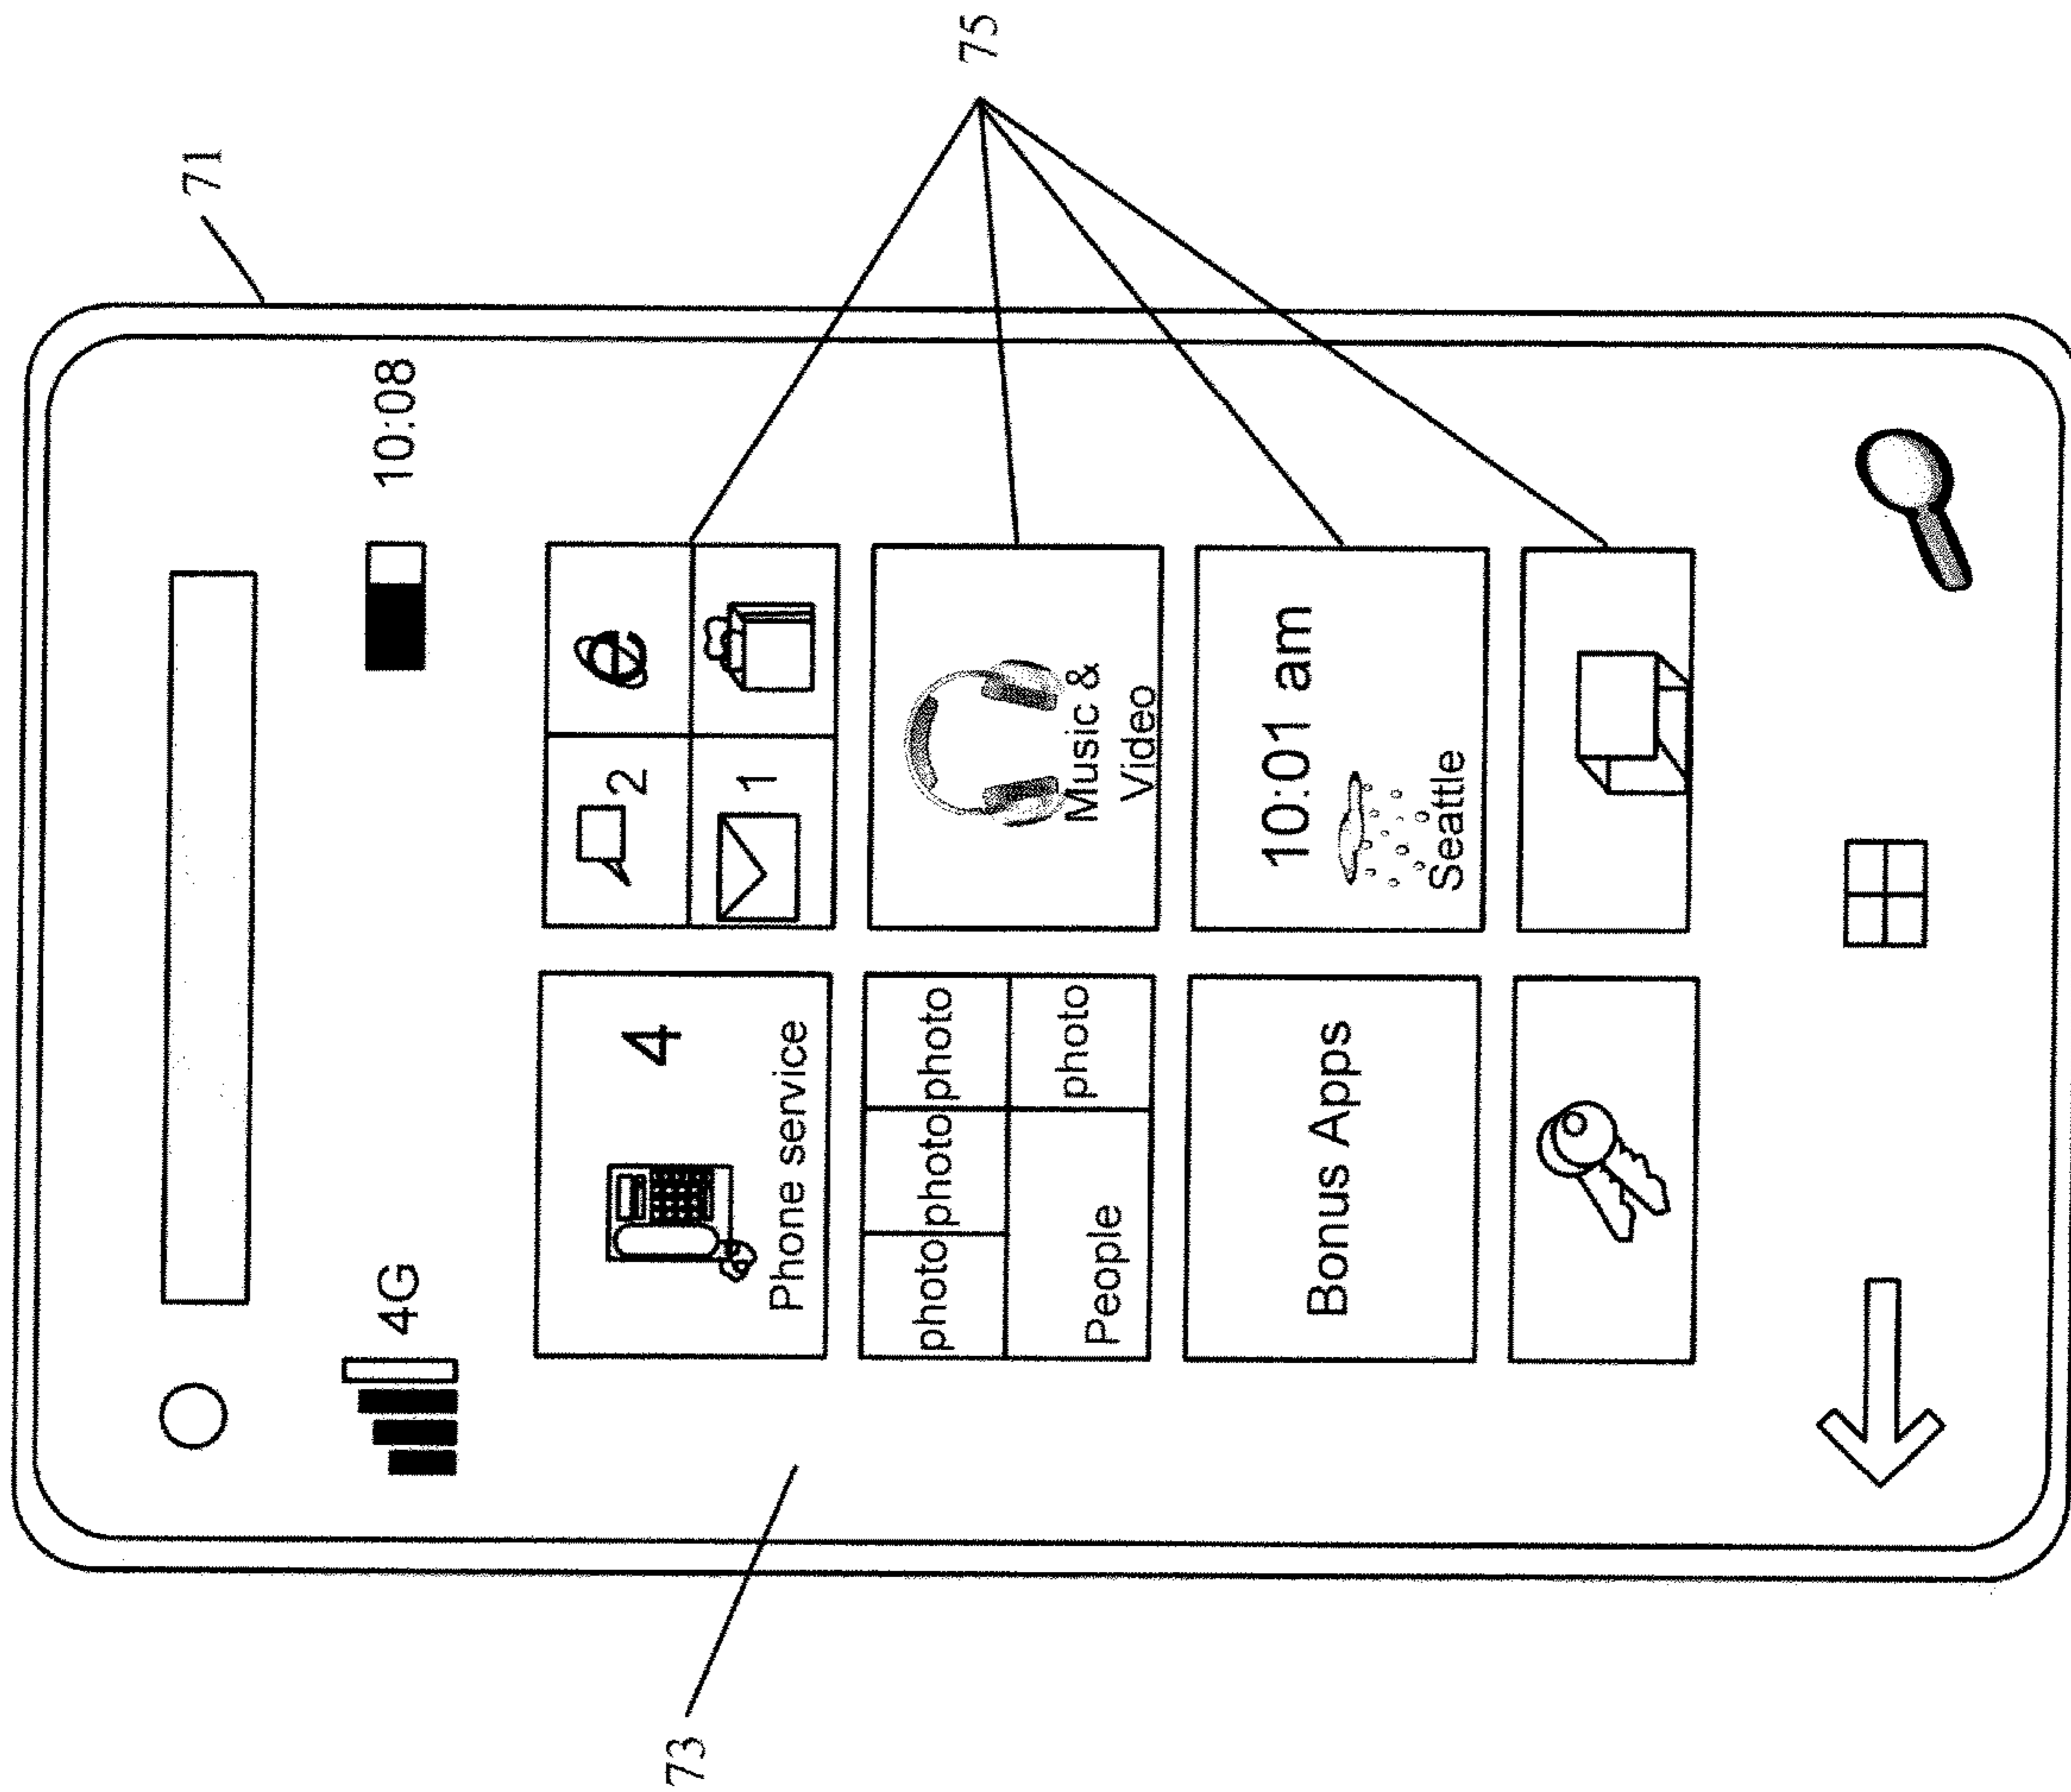 71
4G
10:08
4
Phone service
2
1
photo
photo
photo
People
photo
Music &
Video
75
Bonus Apps
10:01 am
Seattle
73